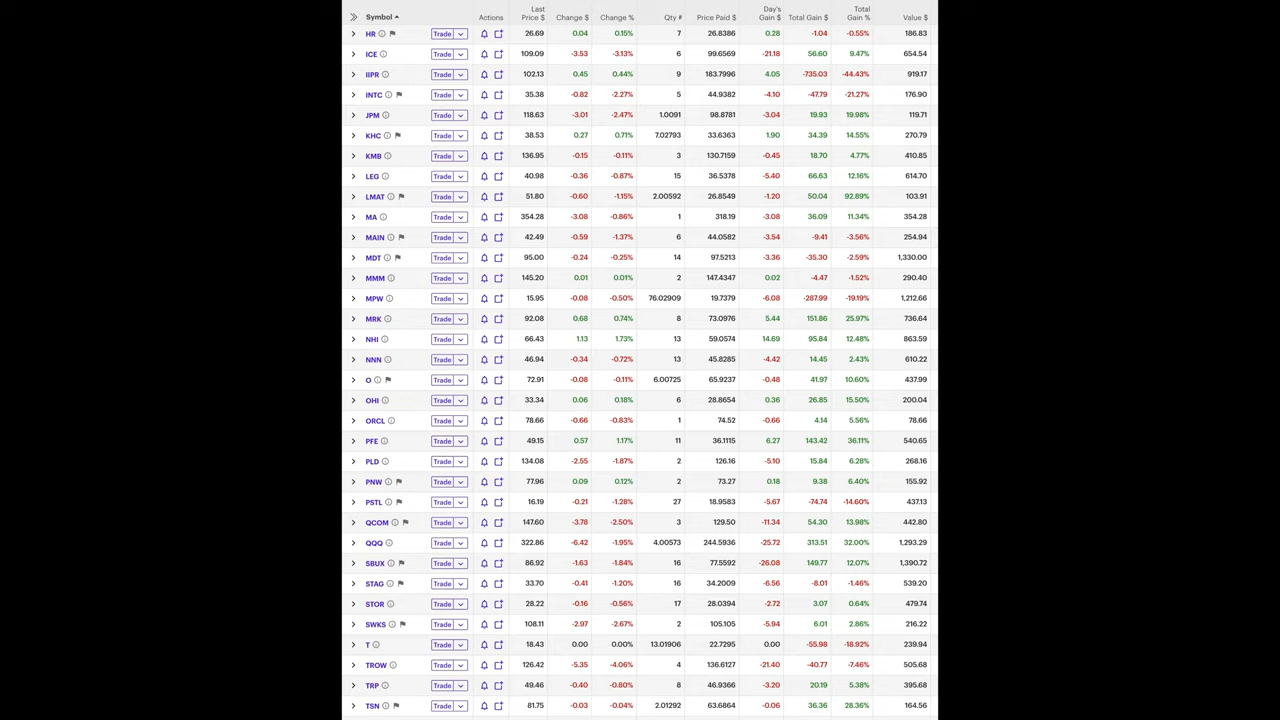 Symbol Actions Last Price $ Change $ Change % Qty # Price Paid $ Day's Gain $ Total Gain $ Total Gain % Value $
HR Trade 26.69 0.04 0.15% 7 26.8386 0.28 -1.04 -0.55% 186.83
ICE Trade 109.09 -3.53 -3.13% 6 99.6569 -21.18 56.60 9.47% 654.54
IIPR Trade 102.13 0.45 0.44% 9 183.7996 4.05 -735.03 -44.43% 919.17
INTC Trade 35.38 -0.82 -2.27% 5 44.9382 -4.10 -47.79 -21.27% 176.90
JPM Trade 118.63 -3.01 -2.47% 1.0091 98.8781 -3.04 19.93 19.98% 119.71
KHC Trade 38.53 0.27 0.71% 7.02793 33.6363 1.90 34.39 14.55% 270.79
KMB Trade 136.95 -0.15 -0.11% 3 130.7159 -0.45 18.70 4.77% 410.85
LEG Trade 40.98 -0.36 -0.87% 15 36.5378 -5.40 66.63 12.16% 614.70
LMAT Trade 51.80 -0.60 -1.15% 2.00592 26.8549 -1.20 50.04 92.89% 103.91
MA Trade 354.28 -3.08 -0.86% 1 318.19 -3.08 36.09 11.34% 354.28
MAIN Trade 42.49 -0.59 -1.37% 6 44.0582 -3.54 -9.41 -3.56% 254.94
MDT Trade 95.00 -0.24 -0.25% 14 97.5213 -3.36 -35.30 -2.59% 1,330.00
MMM Trade 145.20 0.01 0.01% 2 147.4347 0.02 -4.47 -1.52% 290.40
MPW Trade 15.95 -0.08 -0.50% 76.02909 19.7379 -6.08 -287.99 -19.19% 1,212.66
MRK Trade 92.08 0.68 0.74% 8 73.0976 5.44 151.86 25.97% 736.64
NHI Trade 66.43 1.13 1.73% 13 59.0574 14.69 95.84 12.48% 863.59
NNN Trade 46.94 -0.34 -0.72% 13 45.8285 -4.42 14.45 2.43% 610.22
O Trade 72.91 -0.08 -0.11% 6.00725 65.9237 -0.48 41.97 10.60% 437.99
OHI Trade 33.34 0.06 0.18% 6 28.8654 0.36 26.85 15.50% 200.04
ORCL Trade 78.66 -0.66 -0.83% 1 74.52 -0.66 4.14 5.56% 78.66
PFE Trade 49.15 0.57 1.17% 11 36.1115 6.27 143.42 36.11% 540.65
PLD Trade 134.08 -2.55 -1.87% 2 126.16 -5.10 15.84 6.28% 268.16
PNW Trade 77.96 0.09 0.12% 2 73.27 0.18 9.38 6.40% 155.92
PSTL Trade 16.19 -0.21 -1.28% 27 18.9583 -5.67 -74.74 -14.60% 437.13
QCOM Trade 147.60 -3.78 -2.50% 3 129.50 -11.34 54.30 13.98% 442.80
QQQ Trade 322.86 -6.42 -1.95% 4.00573 244.5936 -25.72 313.51 32.00% 1,293.29
SBUX Trade 86.92 -1.63 -1.84% 16 77.5592 -26.08 149.77 12.07% 1,390.72
STAG Trade 33.70 -0.41 -1.20% 16 34.2009 -6.56 -8.01 -1.46% 539.20
STOR Trade 28.22 -0.16 -0.56% 17 28.0394 -2.72 3.07 0.64% 479.74
SWKS Trade 108.11 -2.97 -2.67% 2 105.105 -5.94 6.01 2.86% 216.22
T Trade 18.43 0.00 0.00% 13.01906 22.7295 0.00 -55.98 -18.92% 239.94
TROW Trade 126.42 -5.35 -4.06% 4 136.6127 -21.40 -40.77 -7.46% 505.68
TRP Trade 49.46 -0.40 -0.80% 8 46.9366 -3.20 20.19 5.38% 395.68
TSN Trade 81.75 -0.03 -0.04% 2.01292 63.6864 -0.06 36.36 28.36% 164.56